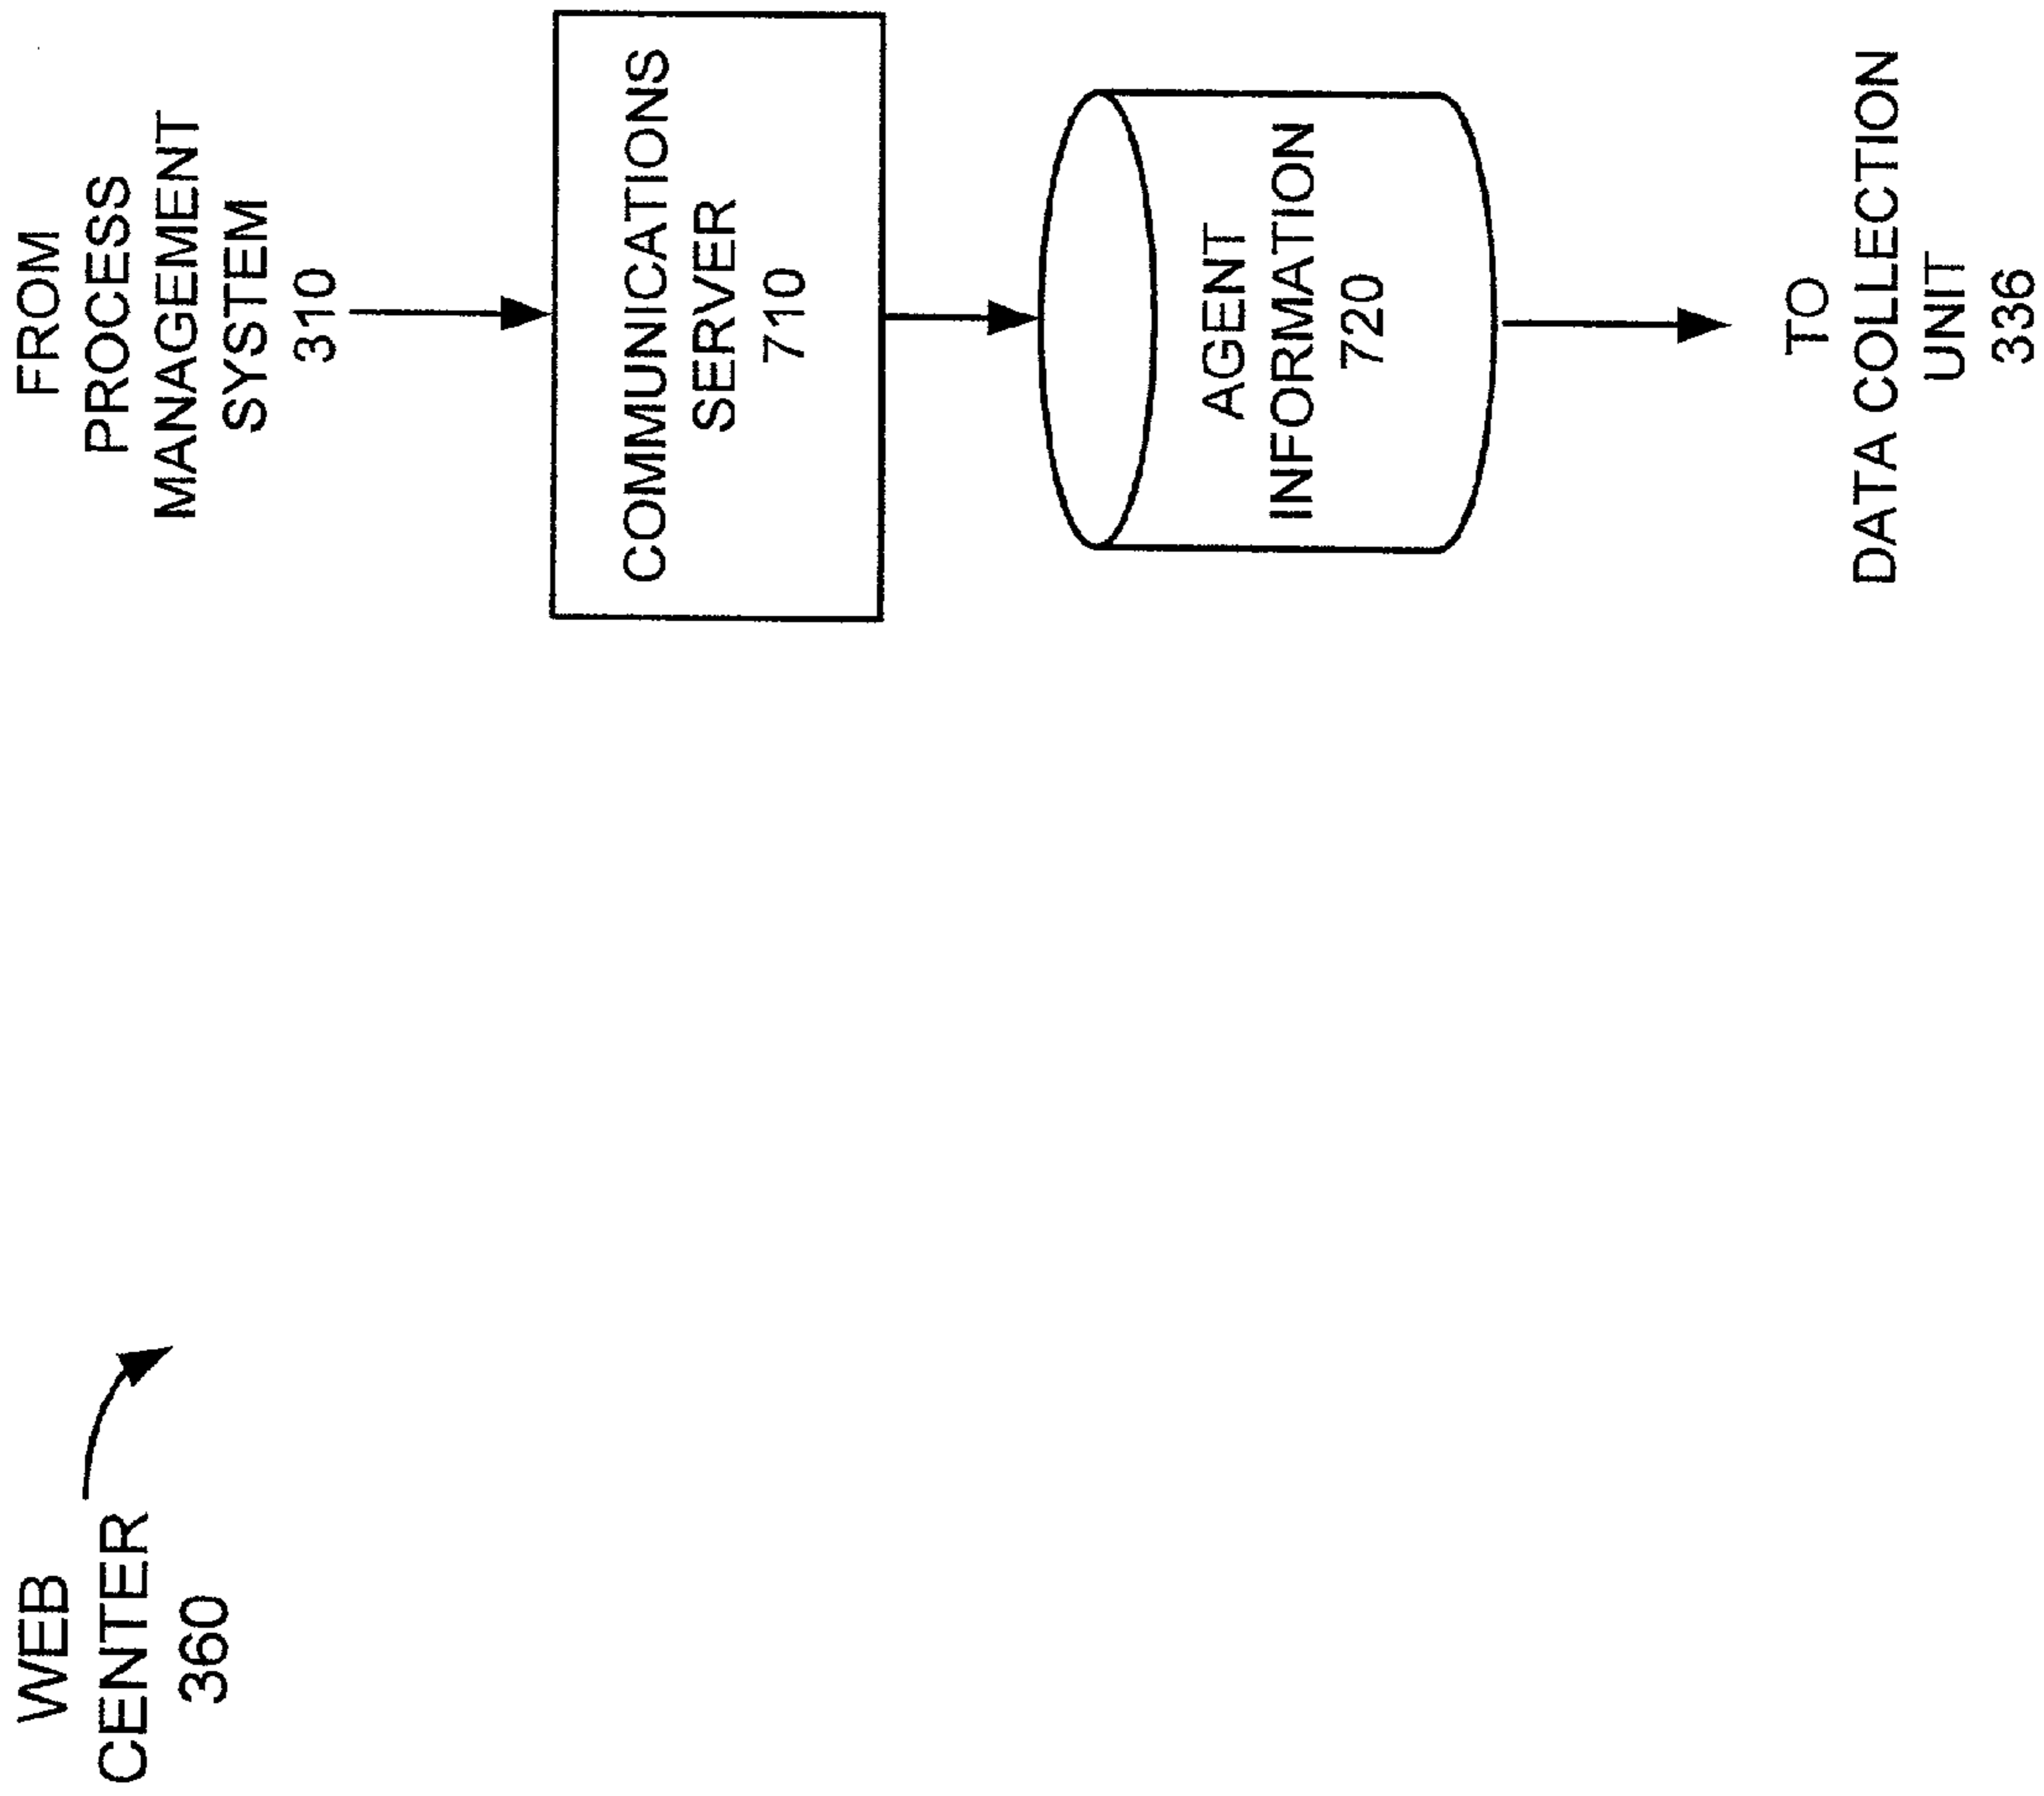 WEB
CENTER
360
FROM
PROCESS
MANAGEMENT
SYSTEM
310
COMMUNICATIONS
SERVER
710
AGENT
INFORMATION
720
TO
DATA COLLECTION
UNIT
336